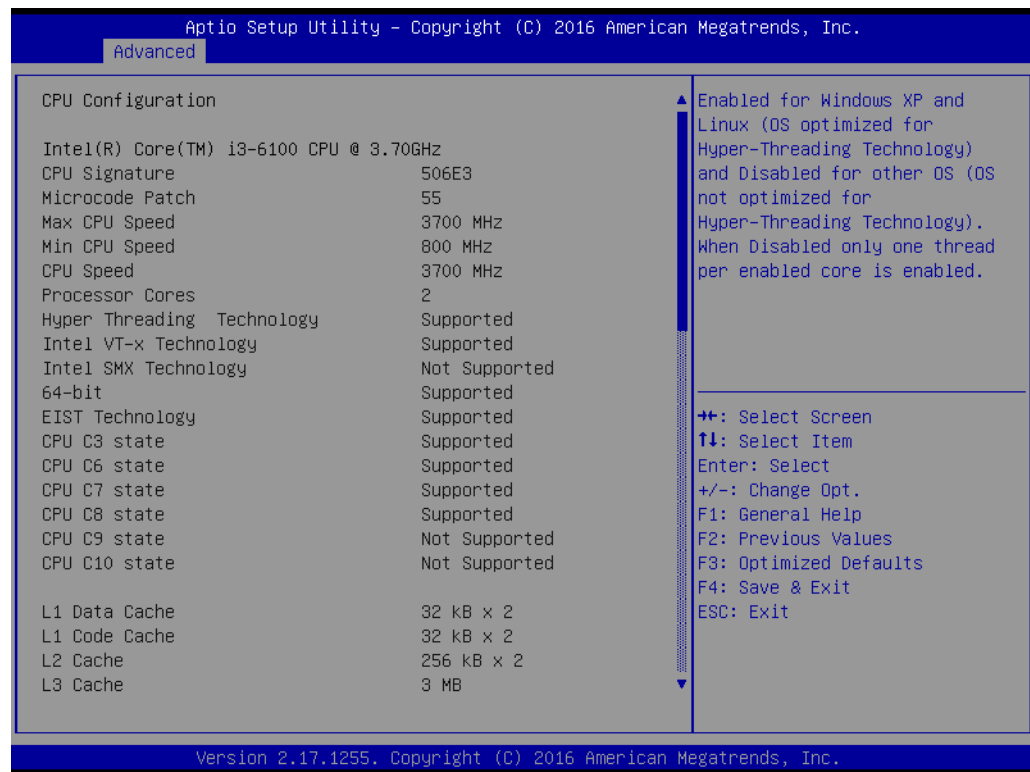 Aptio Setup Utility – Copyright (C) 2016 American Megatrends, Inc.
Advanced
CPU Configuration
Intel(R) Core(TM) i3-6100 CPU @ 3.70GHz
CPU Signature 506E3
Microcode Patch 55
Max CPU Speed 3700 MHz
Min CPU Speed 800 MHz
CPU Speed 3700 MHz
Processor Cores 2
Hyper Threading Technology Supported
Intel VT-x Technology Supported
Intel SMX Technology Not Supported
64-bit Supported
EIST Technology Supported
CPU C3 state Supported
CPU C6 state Supported
CPU C7 state Supported
CPU C8 state Supported
CPU C9 state Not Supported
CPU C10 state Not Supported
L1 Data Cache 32 kB x 2
L1 Code Cache 32 kB x 2
L2 Cache 256 kB x 2
L3 Cache 3 MB
Enabled for Windows XP and
Linux (OS optimized for
Hyper-Threading Technology)
and Disabled for other OS (OS
not optimized for
Hyper-Threading Technology).
When Disabled only one thread
per enabled core is enabled.
→←: Select Screen
↑↓: Select Item
Enter: Select
+/-: Change Opt.
F1: General Help
F2: Previous Values
F3: Optimized Defaults
F4: Save & Exit
ESC: Exit
Version 2.17.1255. Copyright (C) 2016 American Megatrends, Inc.